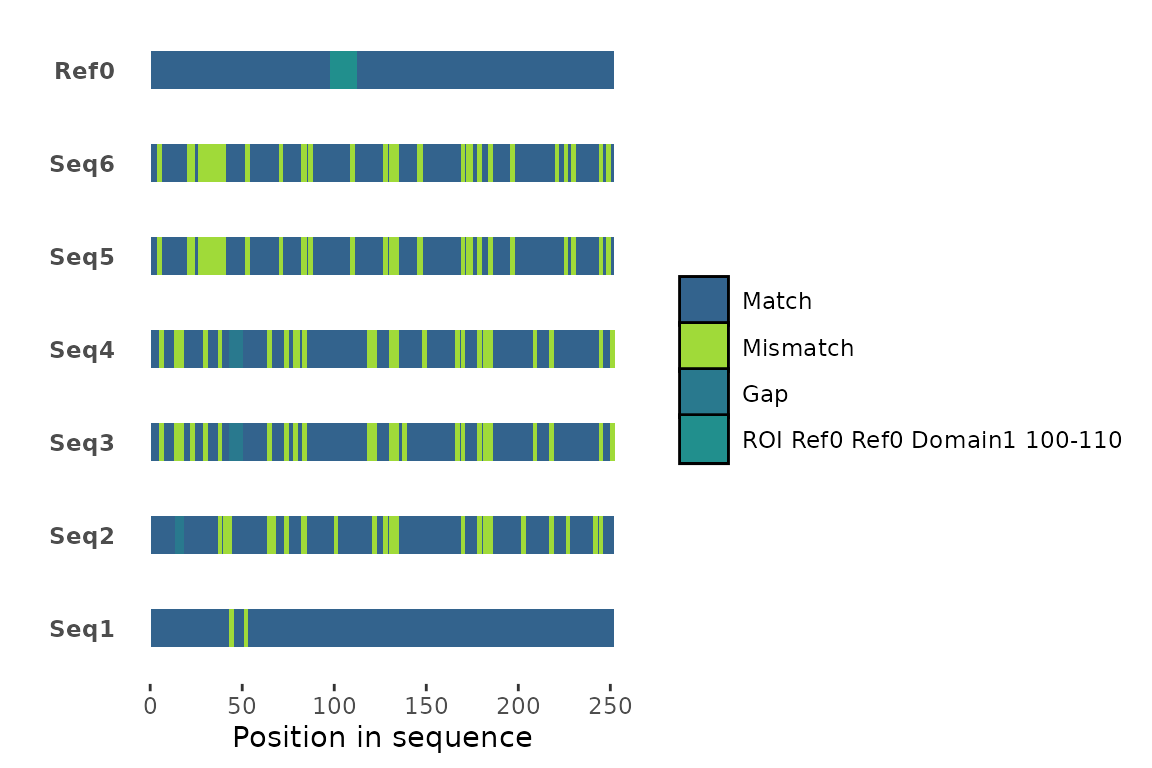 Ref0
Seq6
Seq5
Seq4
Seq3
Seq2
Seq1
0 50 100 150 200 250
Position in sequence
Match
Mismatch
Gap
ROI Ref0 Ref0 Domain1 100-110